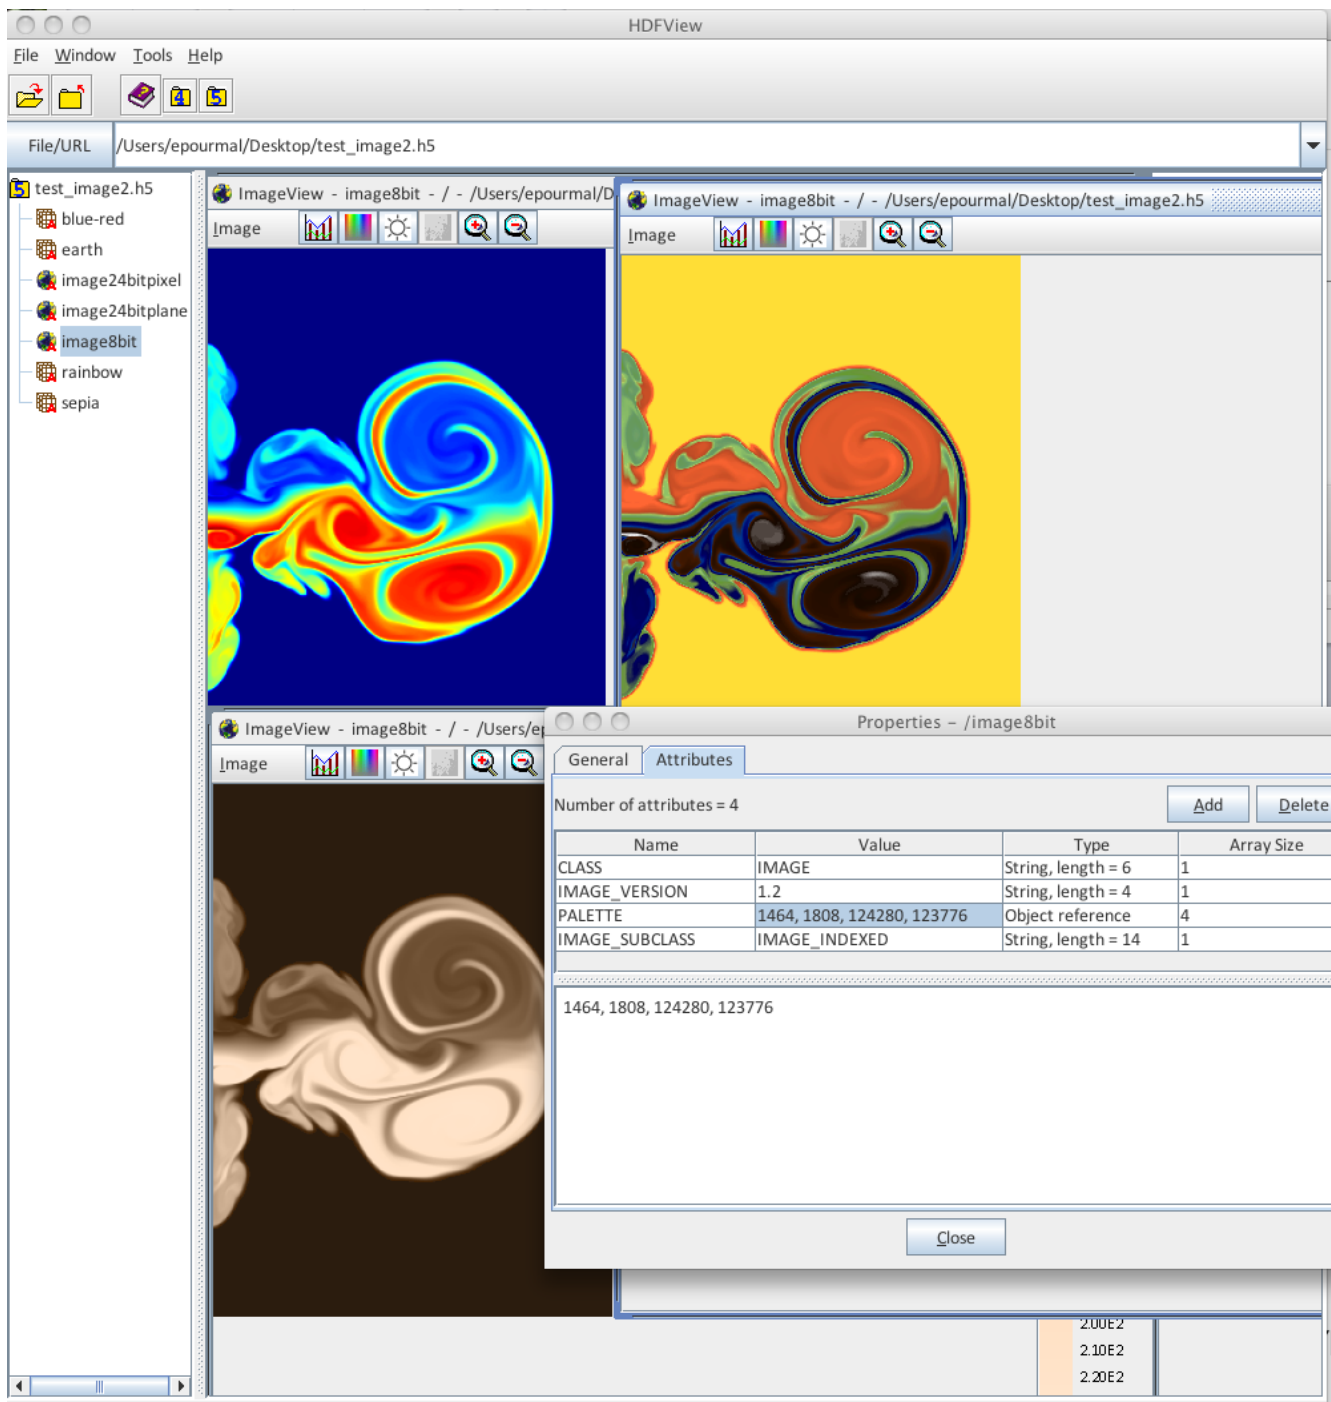 HDFView
File Window Tools Help
4 5
File/URL /Users/epourmal/Desktop/test_image2.h5
5 test_image2.h5
blue-red
earth
image24bitpixel
image24bitplane
image8bit
rainbow
sepia
ImageView - image8bit - / - /Users/epourmal/D
Image
ImageView - image8bit - / - /Users/epourmal/Desktop/test_image2.h5
Image
ImageView - image8bit - / - /Users/ep
Image
Properties - /image8bit
General Attributes
Number of attributes = 4 Add Delete
Name Value Type Array Size
CLASS IMAGE String, length = 6 1
IMAGE_VERSION 1.2 String, length = 4 1
PALETTE 1464, 1808, 124280, 123776 Object reference 4
IMAGE_SUBCLASS IMAGE_INDEXED String, length = 14 1
1464, 1808, 124280, 123776
Close
2.00E2
2.10E2
2.20E2